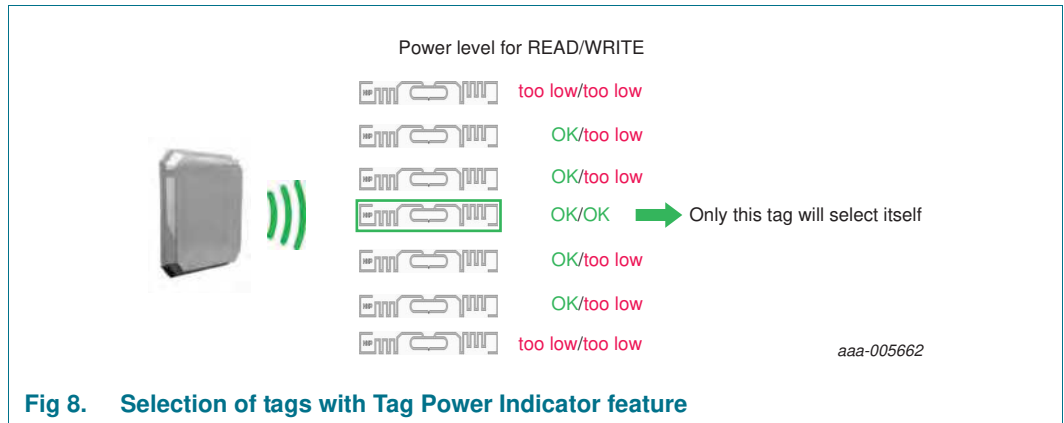 Power level for READ/WRITE
too low/too low
OK/too low
OK/too low
OK/OK
Only this tag will select itself
OK/too low
OK/too low
too low/too low
aaa-005662
Fig 8. Selection of tags with Tag Power Indicator feature